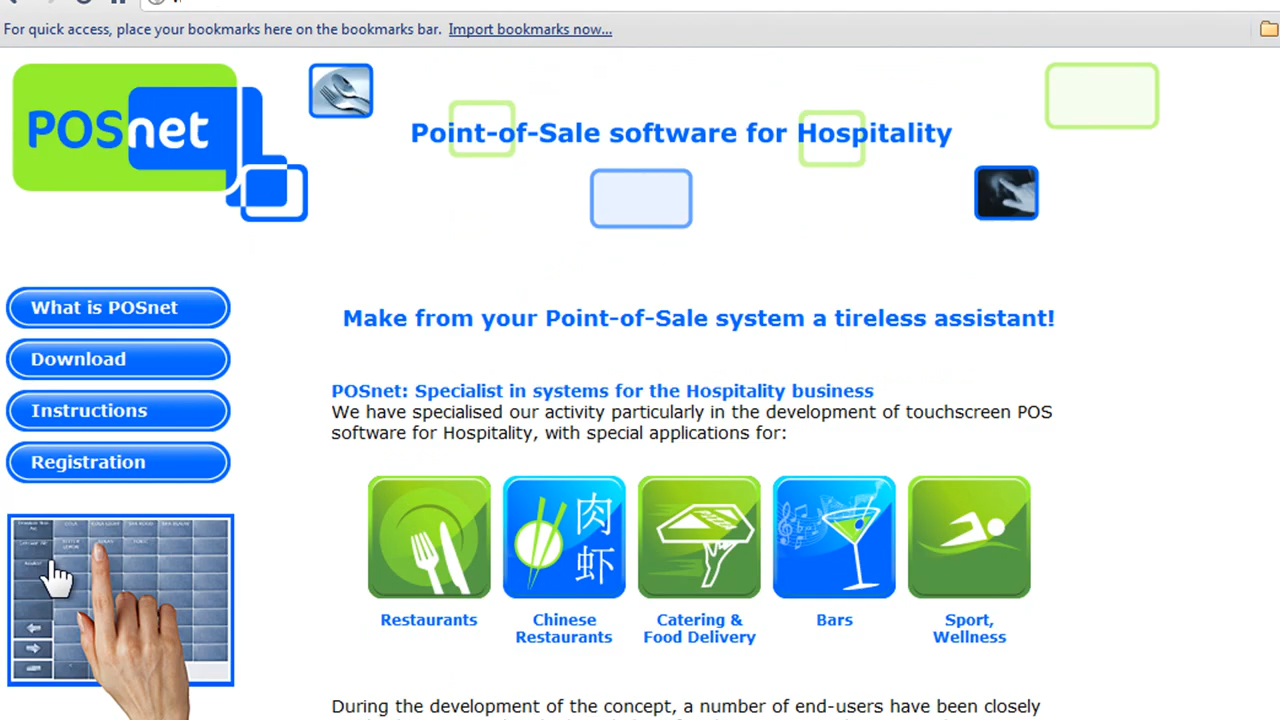 For quick access, place your bookmarks here on the bookmarks bar. Import bookmarks now...
POSnet
Point-of-Sale software for Hospitality
What is POSnet
Download
Instructions
Registration
Make from your Point-of-Sale system a tireless assistant!
POSnet: Specialist in systems for the Hospitality business
We have specialised our activity particularly in the development of touchscreen POS
software for Hospitality, with special applications for:
肉
虾
Restaurants
Chinese
Restaurants
Catering &
Food Delivery
Bars
Sport,
Wellness
During the development of the concept, a number of end-users have been closely